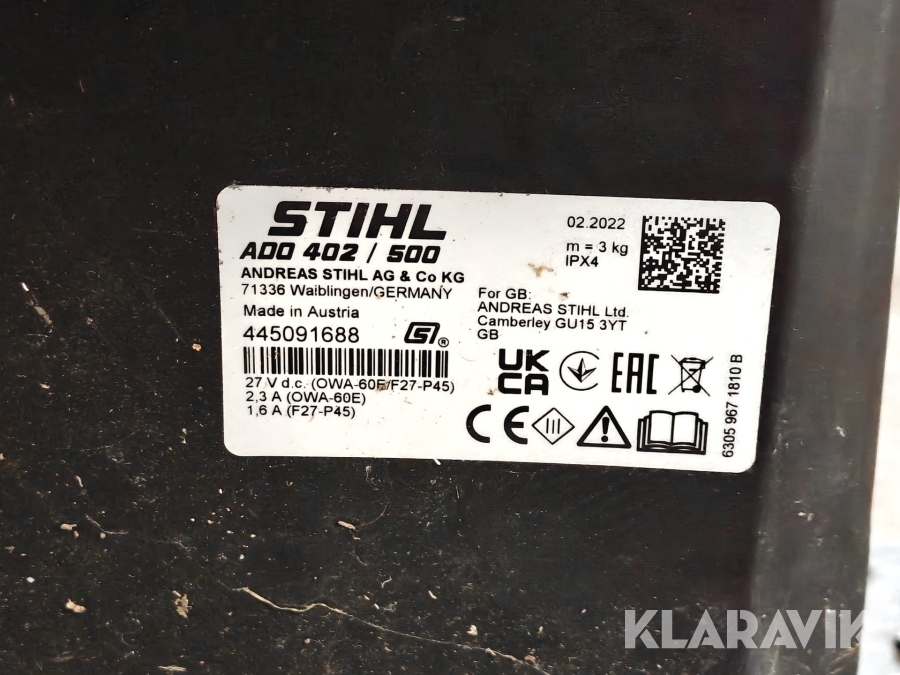 STIHL
ADO 402 / 500
ANDREAS STIHL AG & Co KG
71336 Waiblingen/GERMANY
Made in Austria
445091688
27 V d.c. (OWA-60E/F27-P45)
2,3 A (OWA-60E)
1,6 A (F27-P45)
02.2022
m = 3 kg
IPX4
For GB:
ANDREAS STIHL Ltd.
Camberley GU15 3YT
GB
UK
CA
EAC
CE
III
6305 967 1810 B
KLARAVIK